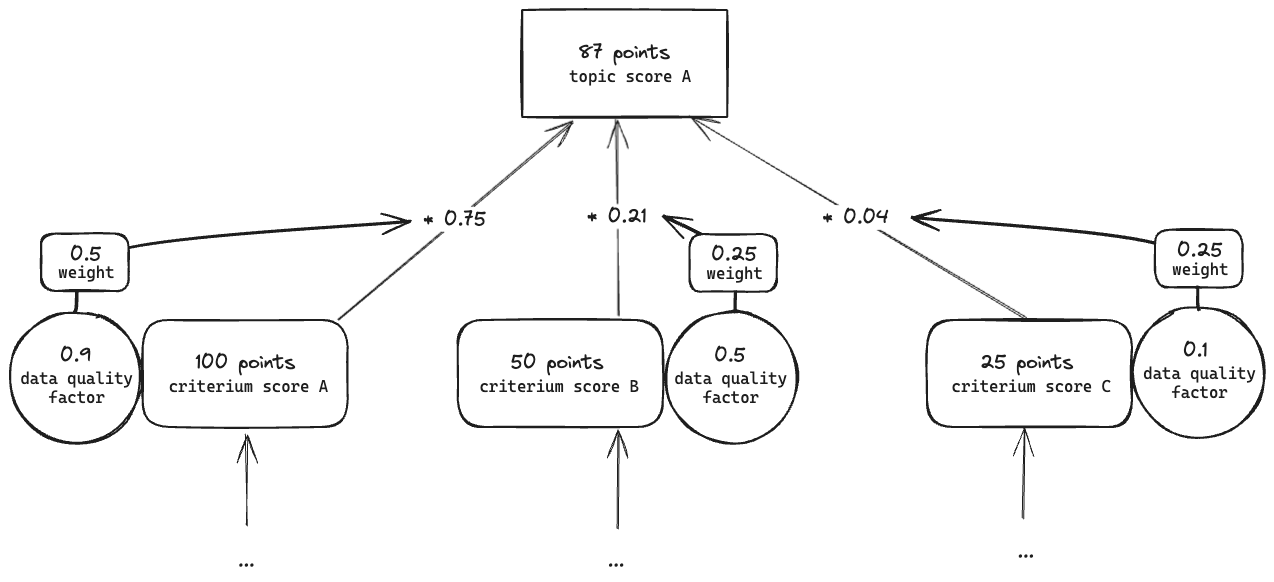 87 points
topic score A
* 0.75
* 0.21
* 0.04
0.5
weight
0.25
weight
0.25
weight
0.9
data quality
factor
100 points
criterium score A
50 points
criterium score B
0.5
data quality
factor
25 points
criterium score C
0.1
data quality
factor
...
...
...